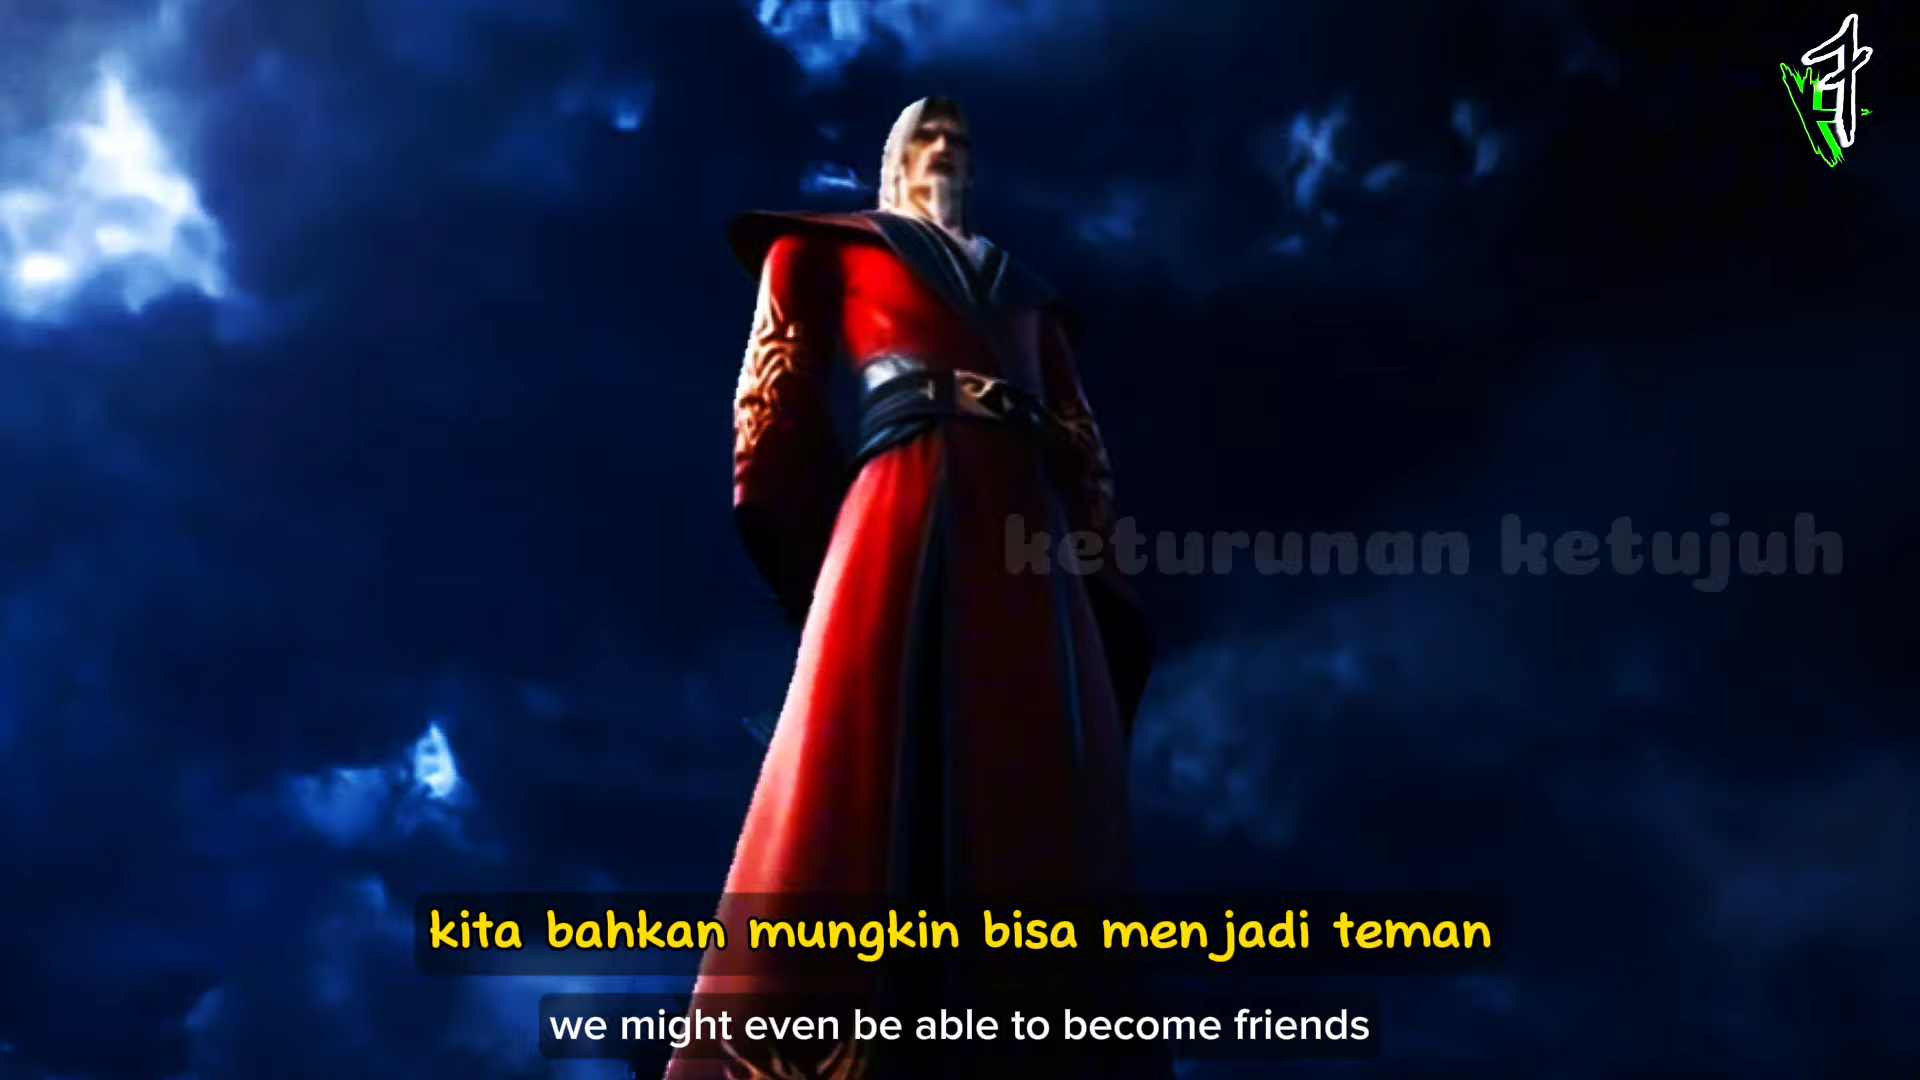 keturunan ketujuh
kita bahkan mungkin bisa menjadi teman
we might even be able to become friends